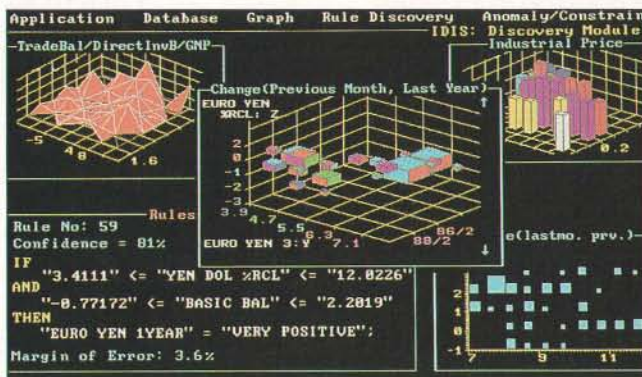 Application Database Graph Rule Discovery Anomaly/Constrain
IDIS: Discovery Module
TradeBal/DirectInvB/GNP
Industrial Price
Change(Previous Month, Last Year)
EURO YEN
%RCL: Z
2
1
0
-1
-2
-3
3.9
4.7
5.5
6.3
7.1
86/2
88/2
EURO YEN 3:Y
-5
4
8
1.6
0.2
Rules
Rule No: 59
Confidence = 81%
IF
"3.4111" <= "YEN DOL %RCL" <= "12.0226"
AND
"-0.77172" <= "BASIC BAL" <= "2.2019"
THEN
"EURO YEN 1YEAR" = "VERY POSITIVE";
Margin of Error: 3.6%
e(lastmo. prv.)
2
1
0
-1
7
9
11